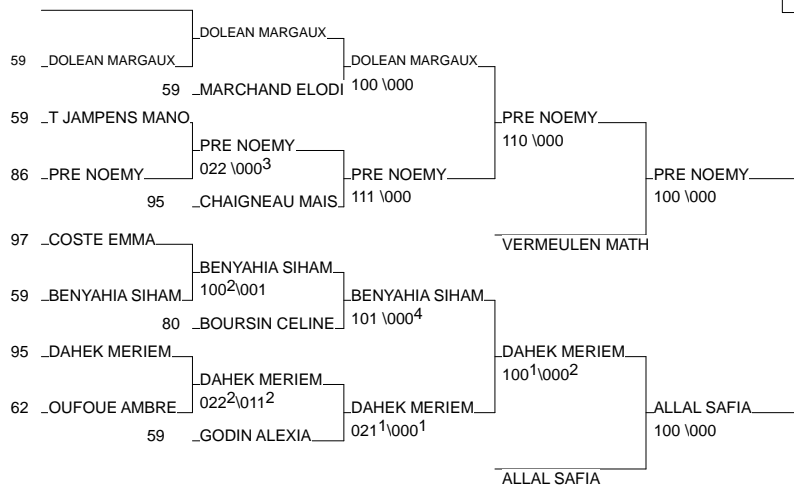 DOLEAN MARGAUX
59 DOLEAN MARGAUX DOLEAN MARGAUX
59 MARCHAND ELODI 100 \000
59 T JAMPENS MANO PRE NOEMY
PRE NOEMY 110 \000
022 \000³
86 PRE NOEMY PRE NOEMY PRE NOEMY
95 CHAIGNEAU MAIS 111 \000 100 \000
97 COSTE EMMA VERMEULEN MATH
BENYAHIA SIHAM
100²\001
59 BENYAHIA SIHAM BENYAHIA SIHAM
80 BOURSIN CELINE 101 \000⁴
95 DAHEK MERIEM DAHEK MERIEM
DAHEK MERIEM 100¹\000²
022²\011²
62 OUFOUE AMBRE DAHEK MERIEM ALLAL SAFIA
59 GODIN ALEXIA 021¹\000¹ 100 \000
ALLAL SAFIA